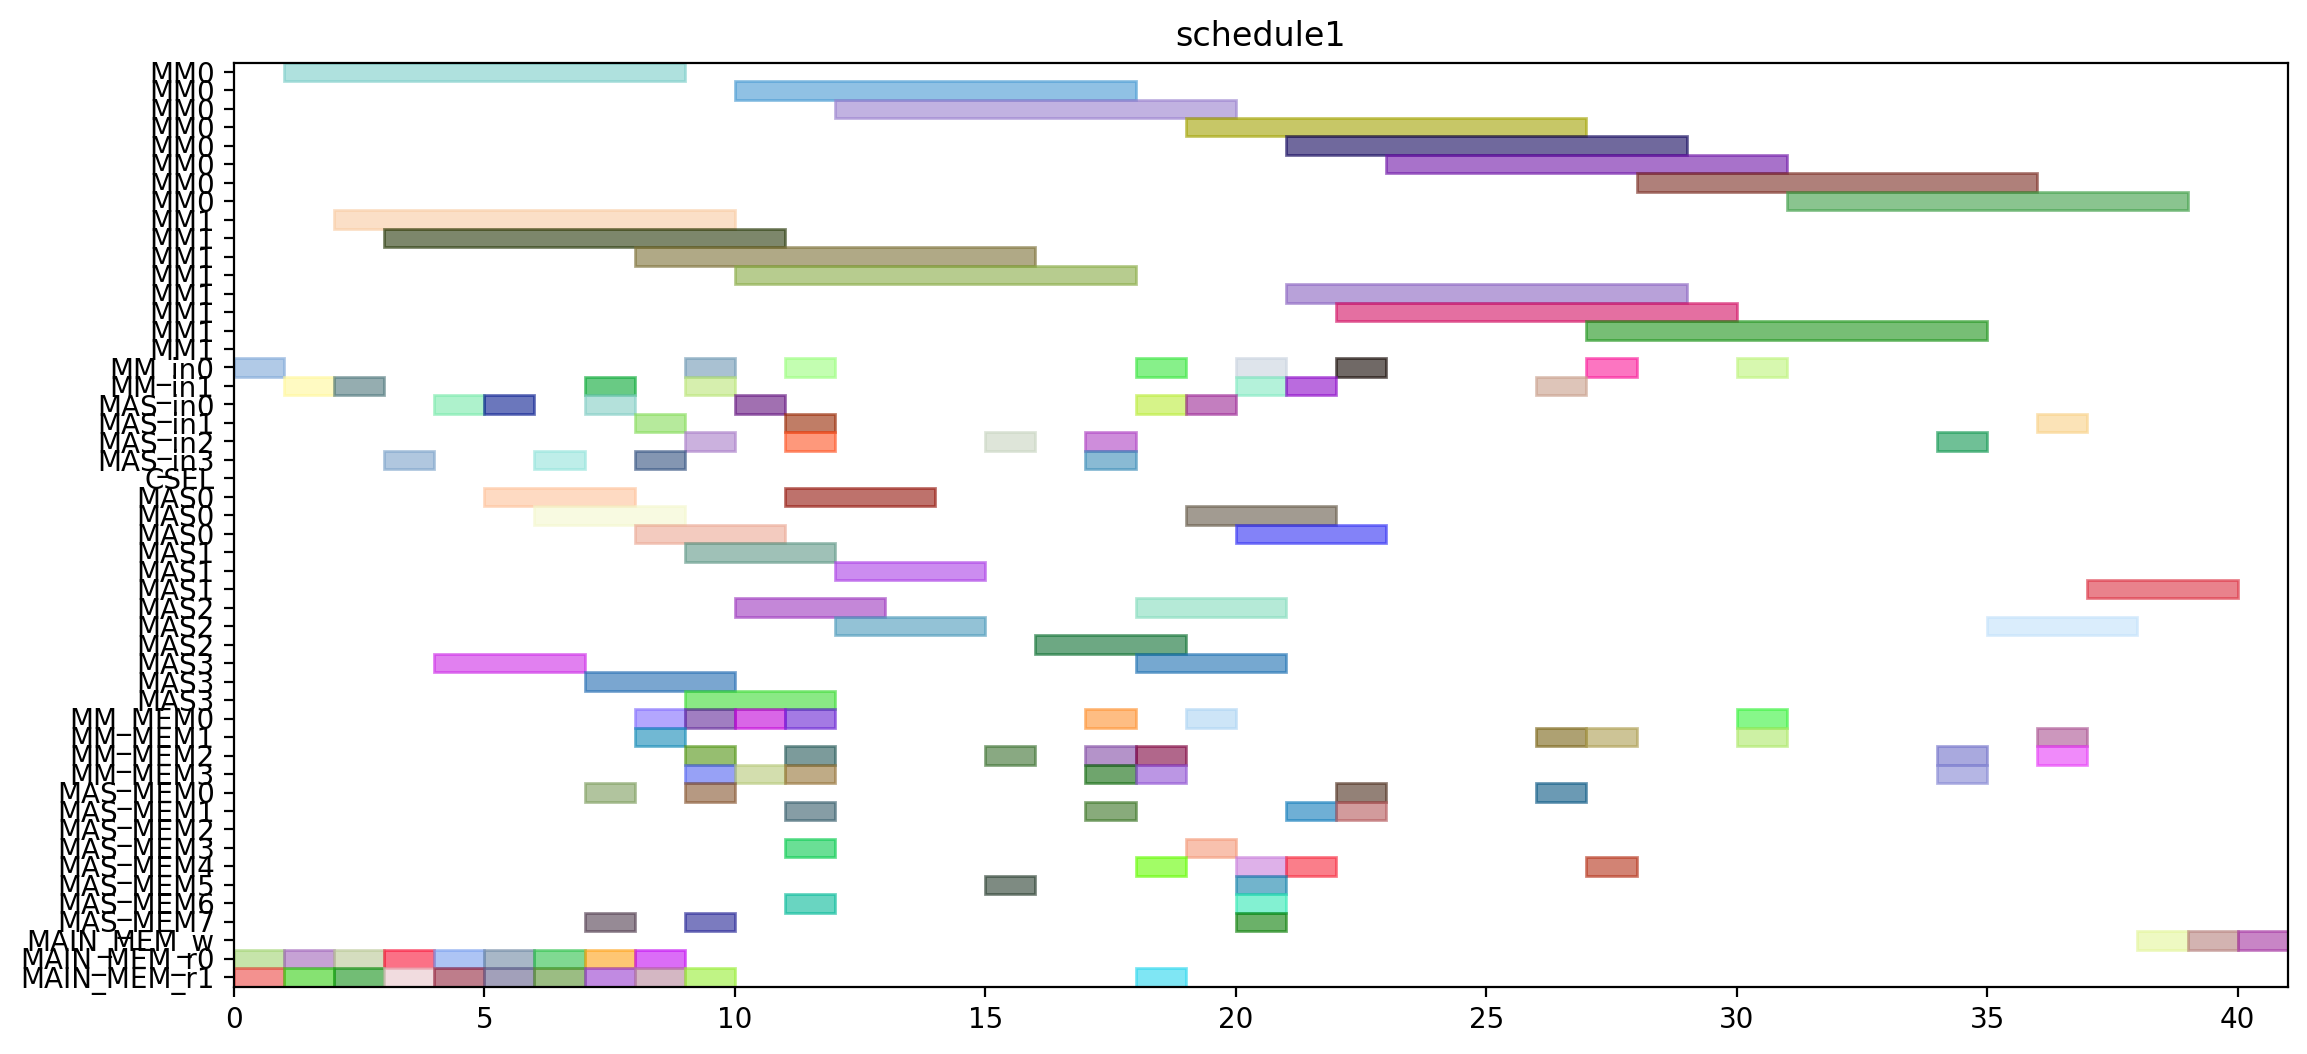 schedule1
MM0
MM0
MM0
MM0
MM0
MM0
MM0
MM0
MM1
MM1
MM1
MM1
MM1
MM1
MM1
MM1
MM_in0
MM_in1
MAS_in0
MAS_in1
MAS_in2
MAS_in3
CSEL
MAS0
MAS0
MAS0
MAS1
MAS1
MAS1
MAS2
MAS2
MAS2
MAS3
MAS3
MAS3
MM_MEM0
MM_MEM1
MM_MEM2
MM_MEM3
MAS_MEM0
MAS_MEM1
MAS_MEM2
MAS_MEM3
MAS_MEM4
MAS_MEM5
MAS_MEM6
MAS_MEM7
MAIN_MEM_w
MAIN_MEM_r0
MAIN_MEM_r1
0 5 10 15 20 25 30 35 40